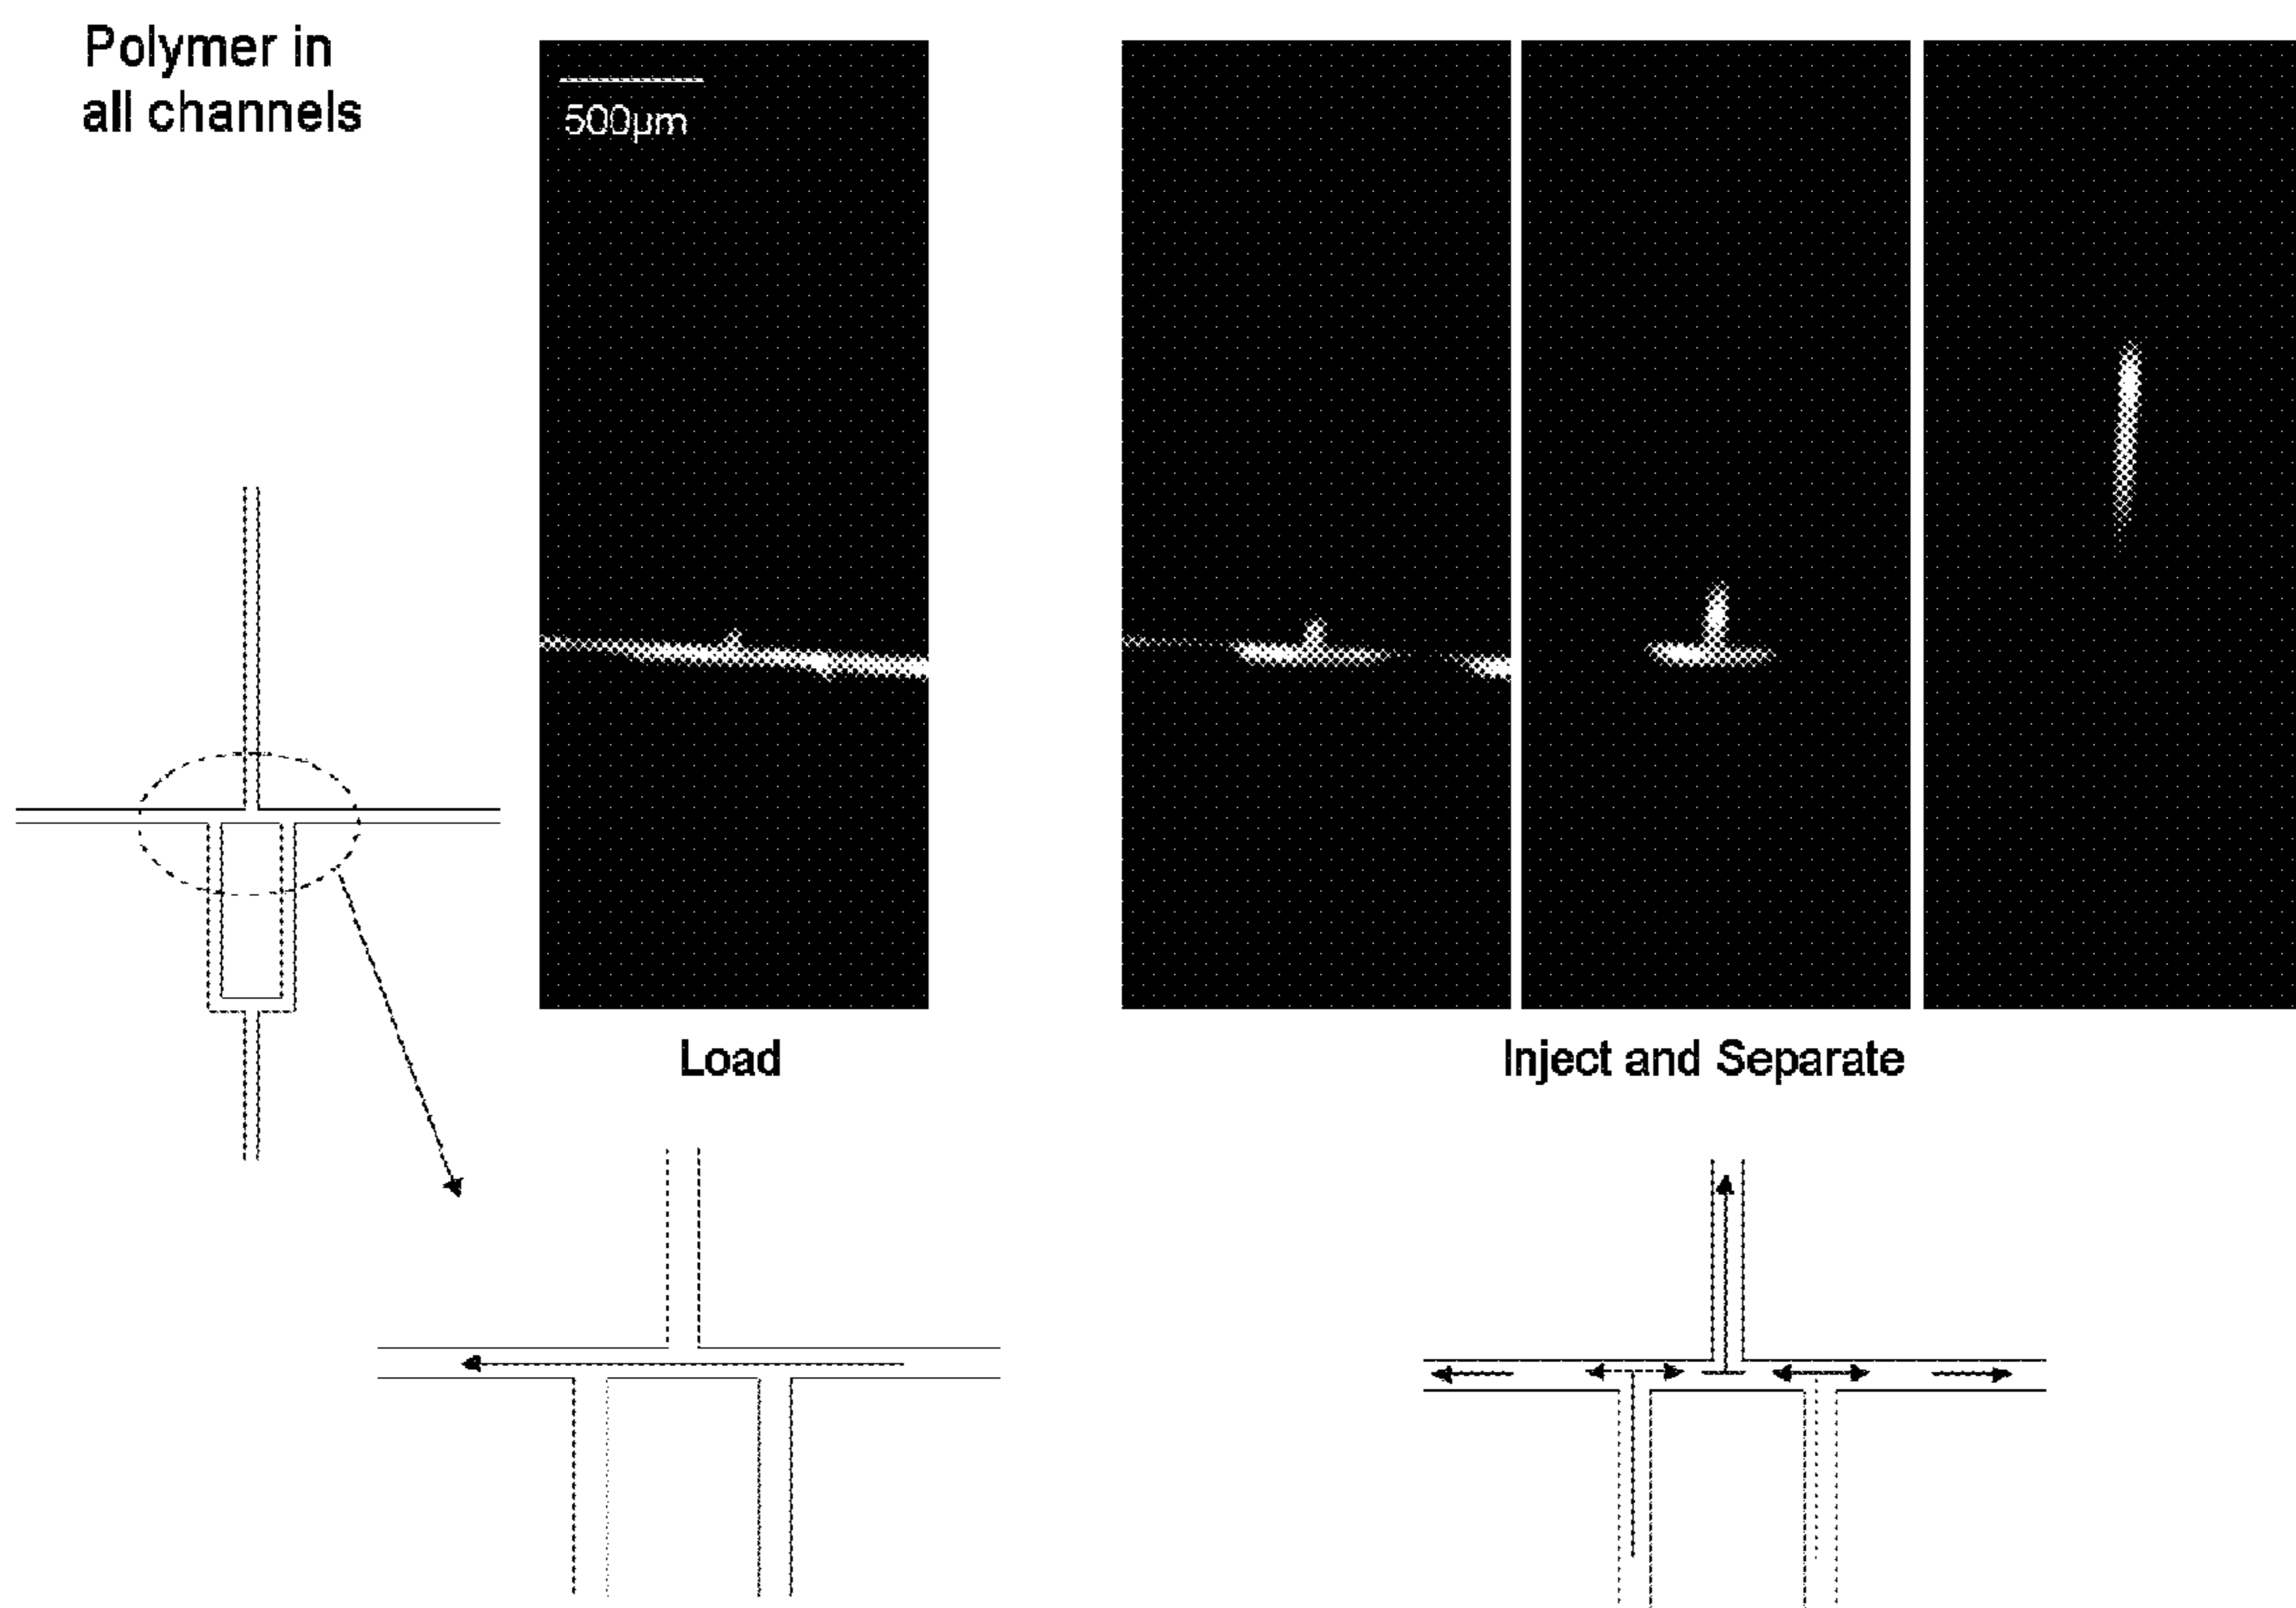 Polymer in
all channels
500μm
Load
Inject and Separate